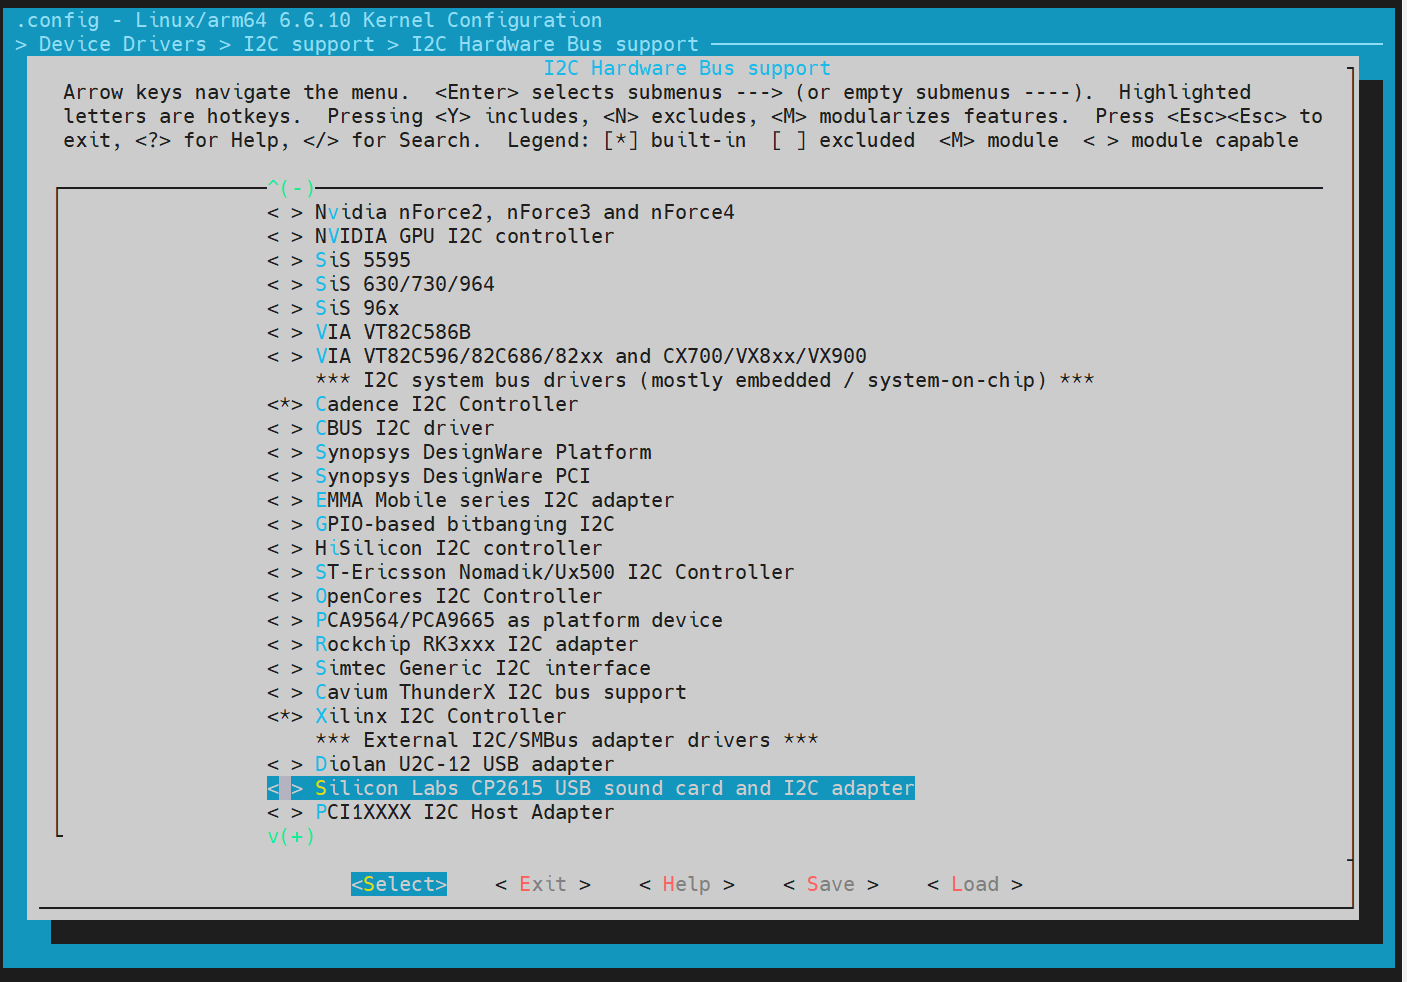 .config - Linux/arm64 6.6.10 Kernel Configuration
> Device Drivers > I2C support > I2C Hardware Bus support
I2C Hardware Bus support
Arrow keys navigate the menu.  <Enter> selects submenus ---> (or empty submenus ----).  Highlighted
letters are hotkeys.  Pressing <Y> includes, <N> excludes, <M> modularizes features.  Press <Esc><Esc> to
exit, <?> for Help, </> for Search.  Legend: [*] built-in  [ ] excluded  <M> module  < > module capable
^(-)
< > Nvidia nForce2, nForce3 and nForce4
< > NVIDIA GPU I2C controller
< > SiS 5595
< > SiS 630/730/964
< > SiS 96x
< > VIA VT82C586B
< > VIA VT82C596/82C686/82xx and CX700/VX8xx/VX900
*** I2C system bus drivers (mostly embedded / system-on-chip) ***
<*> Cadence I2C Controller
< > CBUS I2C driver
< > Synopsys DesignWare Platform
< > Synopsys DesignWare PCI
< > EMMA Mobile series I2C adapter
< > GPIO-based bitbanging I2C
< > HiSilicon I2C controller
< > ST-Ericsson Nomadik/Ux500 I2C Controller
< > OpenCores I2C Controller
< > PCA9564/PCA9665 as platform device
< > Rockchip RK3xxx I2C adapter
< > Simtec Generic I2C interface
< > Cavium ThunderX I2C bus support
<*> Xilinx I2C Controller
*** External I2C/SMBus adapter drivers ***
< > Diolan U2C-12 USB adapter
< > Silicon Labs CP2615 USB sound card and I2C adapter
< > PCI1XXXX I2C Host Adapter
v(+)
<Select>    < Exit >    < Help >    < Save >    < Load >